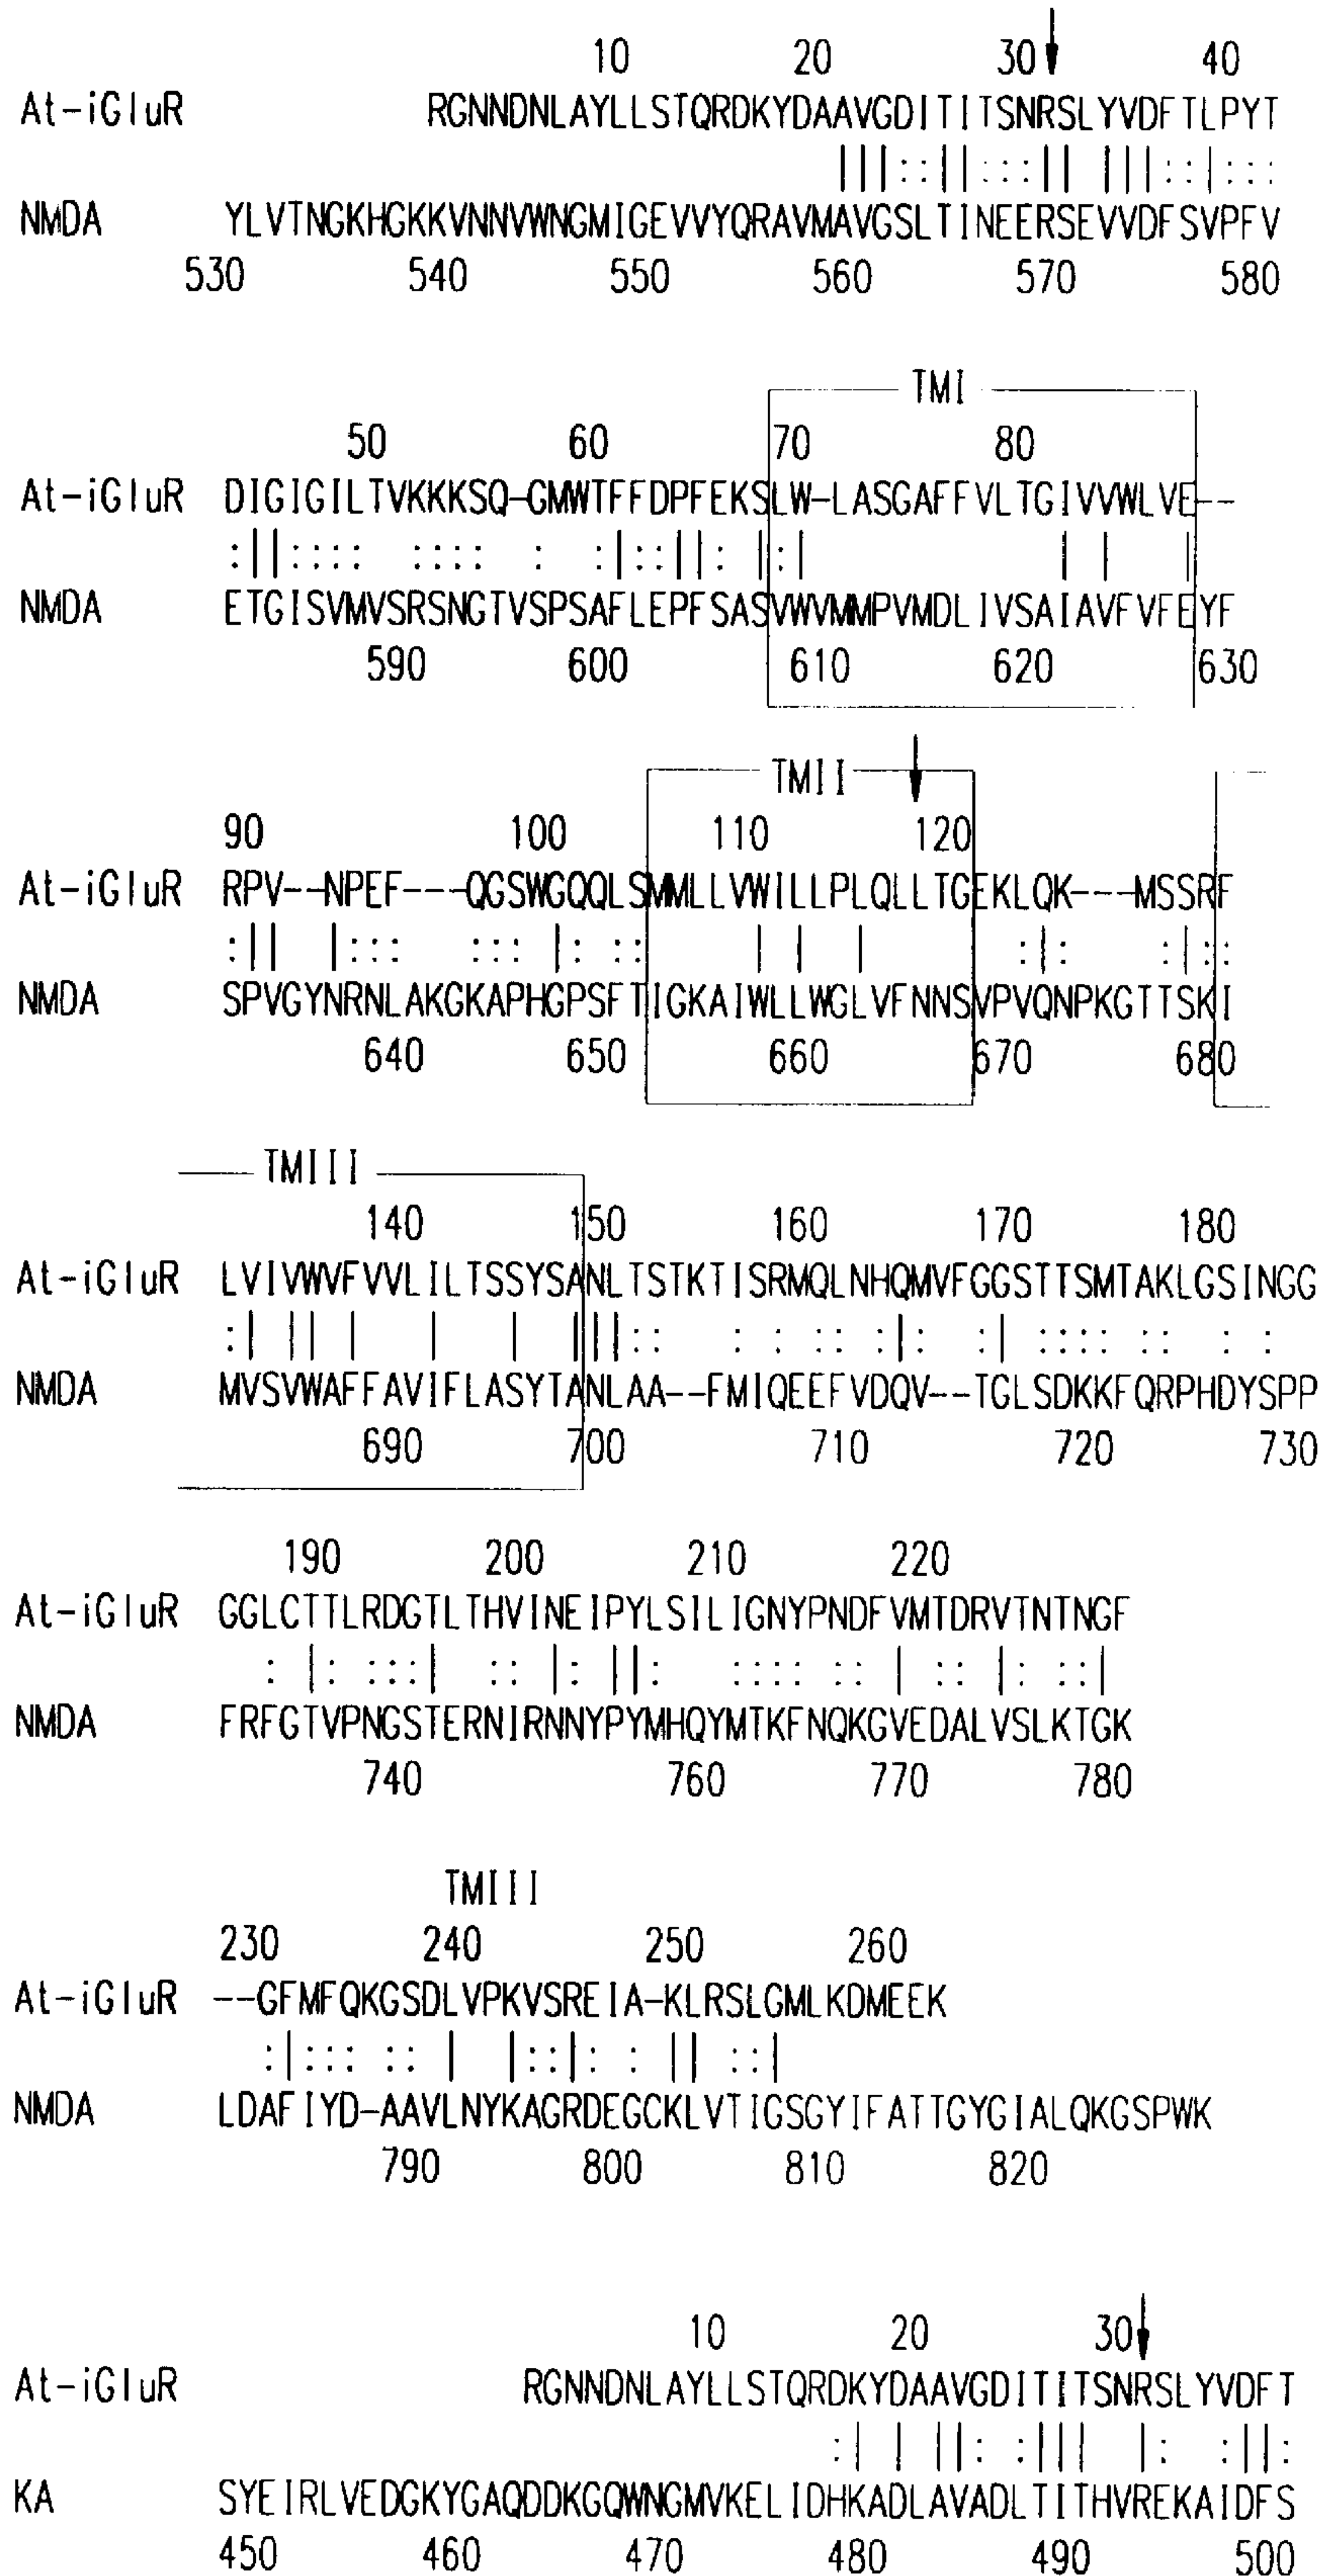 10 20 30 40
At-iGluR RGNNDNLAYLLSTQRDKYDAAVGDITITSNRSLYVDFTLPYT
|||::||:::|| |||::|:::
NMDA YLVTNGKHGKKVNNVWNGMIGEVVYQRAVMAVGSLTINEERSEVVDFSVPFV
530 540 550 560 570 580
TMI
50 60 70 80
At-iGluR DIGIGILTVKKKSQ-GMWTFFDPFEKSLW-LASGAFFVLTGIVVWLVE--
:||:::: :::: : :|::||: |:| | | |
NMDA ETGISVMVSRSNGTVSPSAFLEPFSASVWVMMPVMDLIVSAIAVFVFEYF
590 600 610 620 630
TMII
90 100 110 120
At-iGluR RPV--NPEF---QGSWGQQLSMMLLVWILLPLQLLTGEKLQK---MSSRF
:|| |::: :::|: :: | | | :|: :|::
NMDA SPVGYNRNLAKGKAPHGPSFTIGKAIWLLWGLVFNNSVPVQNPKGTTSKI
640 650 660 670 680
TMIII
140 150 160 170 180
At-iGluR LVIVWVFVVLILTSSYSANLTSTKTISRMQLNHQMVFGGSTTSMTAKLGSINGG
:| || | | | |||:: : : :: :|: :| :::: :: : :
NMDA MVSVWAFFAVIFLASYTANLAA--FMIQEEFVDQV--TGLSDKKFQRPHDYSPP
690 700 710 720 730
190 200 210 220
At-iGluR GGLCTTLRDGTLTHVINEIPYLSILIGNYPNDFVMTDRVTNTNGF
: |: :::| :: |: ||: :::: :: | :: |: ::|
NMDA FRFGTVPNGSTERNIRNNYPYMHQYMTKFNQKGVEDALVSLKTGK
740 760 770 780
TMIII
230 240 250 260
At-iGluR --GFMFQKGSDLVPKVSREIA-KLRSLGMLKDMEEK
:|::: :: | |::|: : || ::|
NMDA LDAFIYD-AAVLNYKAGRDEGCKLVTIGSGYIFATTGYGIALQKGSPWK
790 800 810 820
10 20 30
At-iGluR RGNNDNLAYLLSTQRDKYDAAVGDITITSNRSLYVDFT
:| | ||: :||| |: :||:
KA SYEIRLVEDGKYGAQDDKGQWNGMVKELIDHKADLAVADLTITHVREKAIDFS
450 460 470 480 490 500